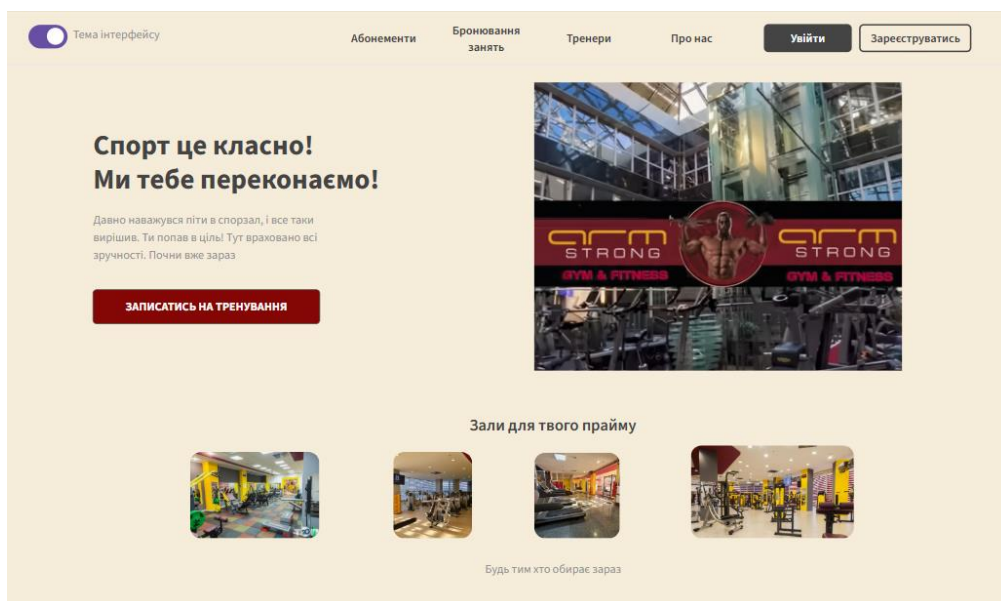 Тема інтерфейсу
Абонементи
Бронювання
занять
Тренери
Про нас
Увійти
Зареєструватись
Спорт це класно!
Ми тебе переконаємо!
Давно наважувся піти в спорзал, і все таки
вирішив. Ти попав в ціль! Тут враховано всі
зручності. Почни вже зараз
ЗАПИСАТИСЬ НА ТРЕНУВАННЯ
arm
STRONG
GYM & FITNESS
arm
STRONG
GYM & FITNESS
Зали для твого прайму
Будь тим хто обирає зараз